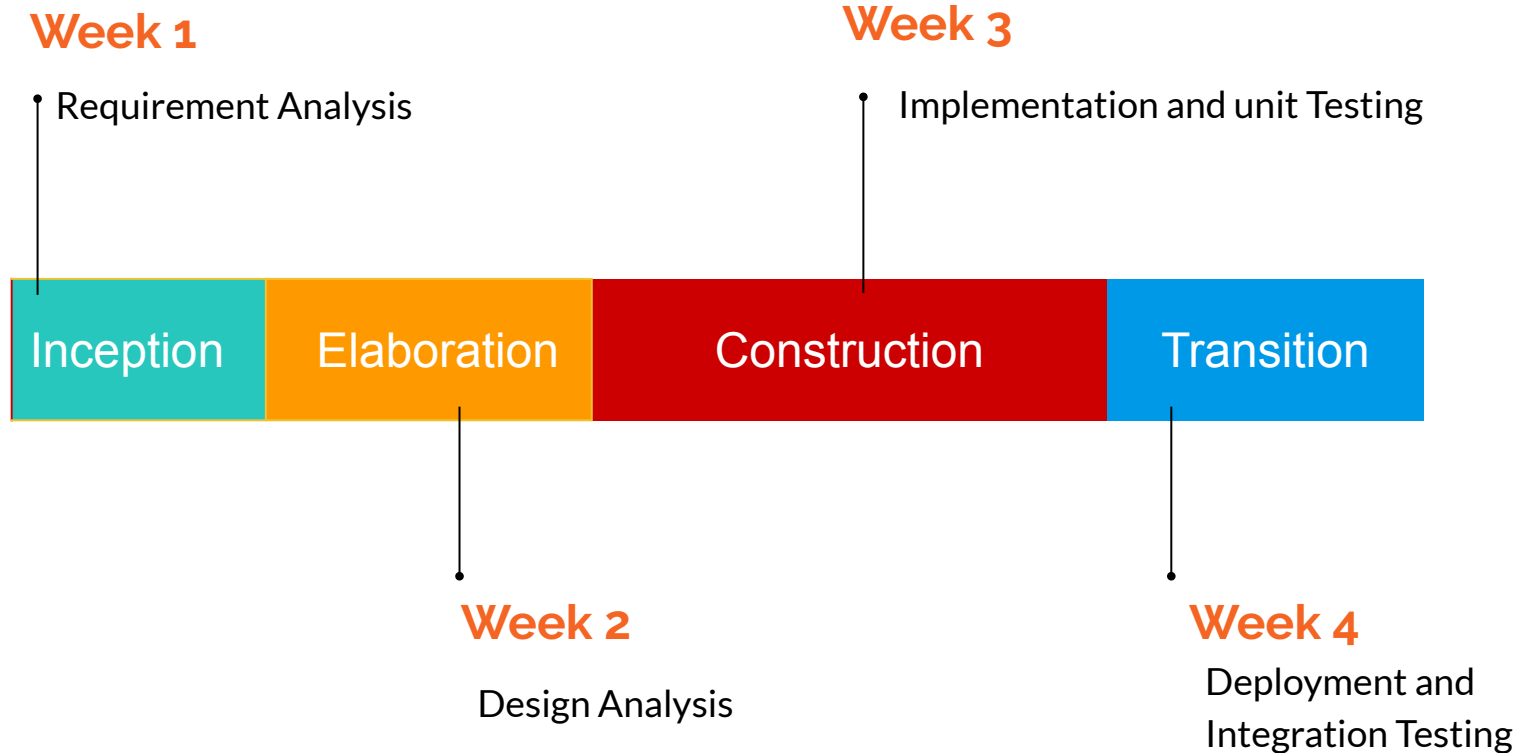 Week 1
Requirement Analysis
Week 3
Implementation and unit Testing
Inception
Elaboration
Construction
Transition
Week 2
Design Analysis
Week 4
Deployment and
Integration Testing